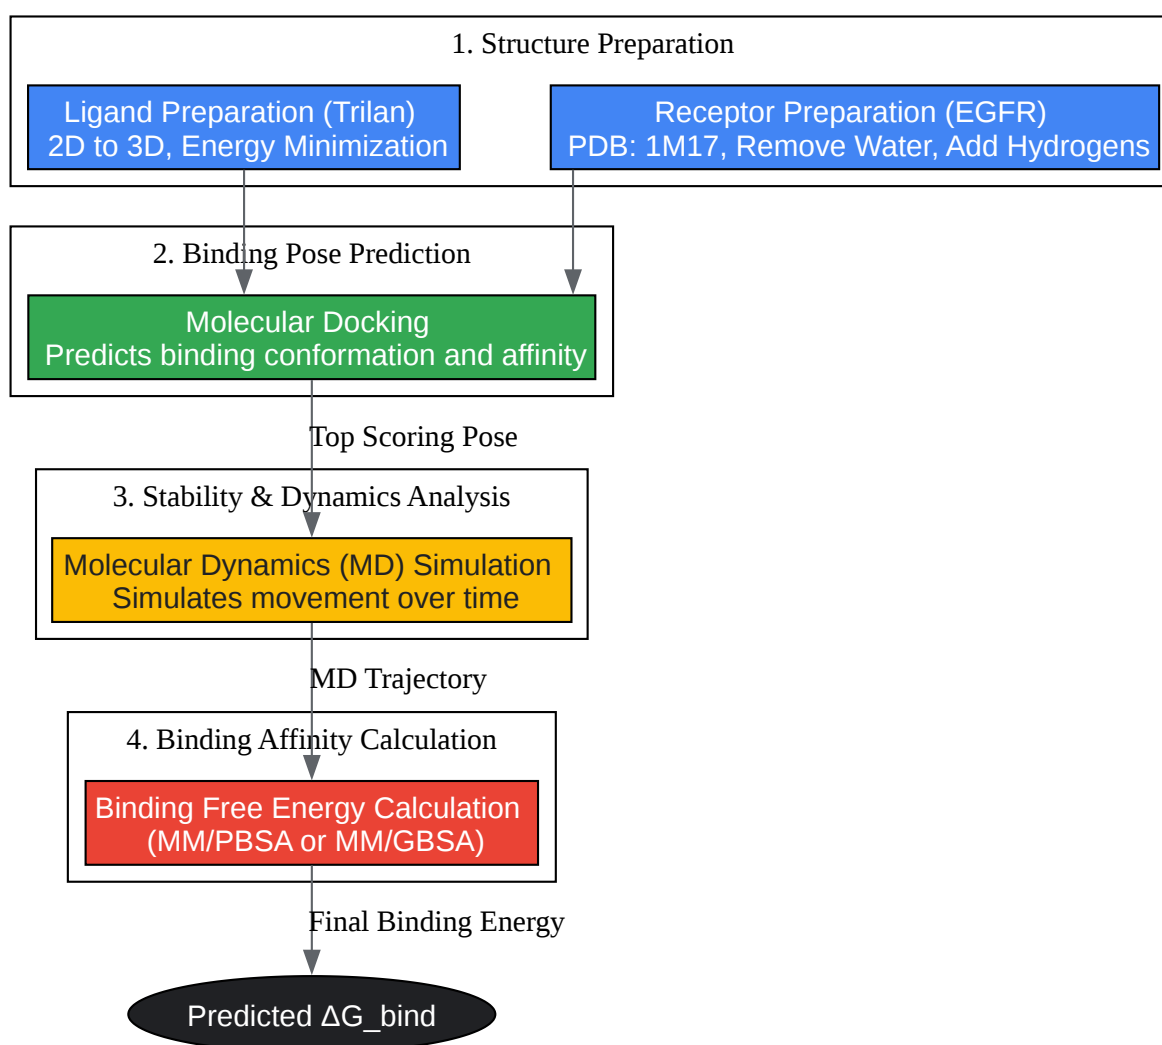 1. Structure Preparation
Ligand Preparation (Trilan)
2D to 3D, Energy Minimization
Receptor Preparation (EGFR)
PDB: 1M17, Remove Water, Add Hydrogens
2. Binding Pose Prediction
Molecular Docking
Predicts binding conformation and affinity
Top Scoring Pose
3. Stability & Dynamics Analysis
Molecular Dynamics (MD) Simulation
Simulates movement over time
MD Trajectory
4. Binding Affinity Calculation
Binding Free Energy Calculation
(MM/PBSA or MM/GBSA)
Final Binding Energy
Predicted ΔG_bind